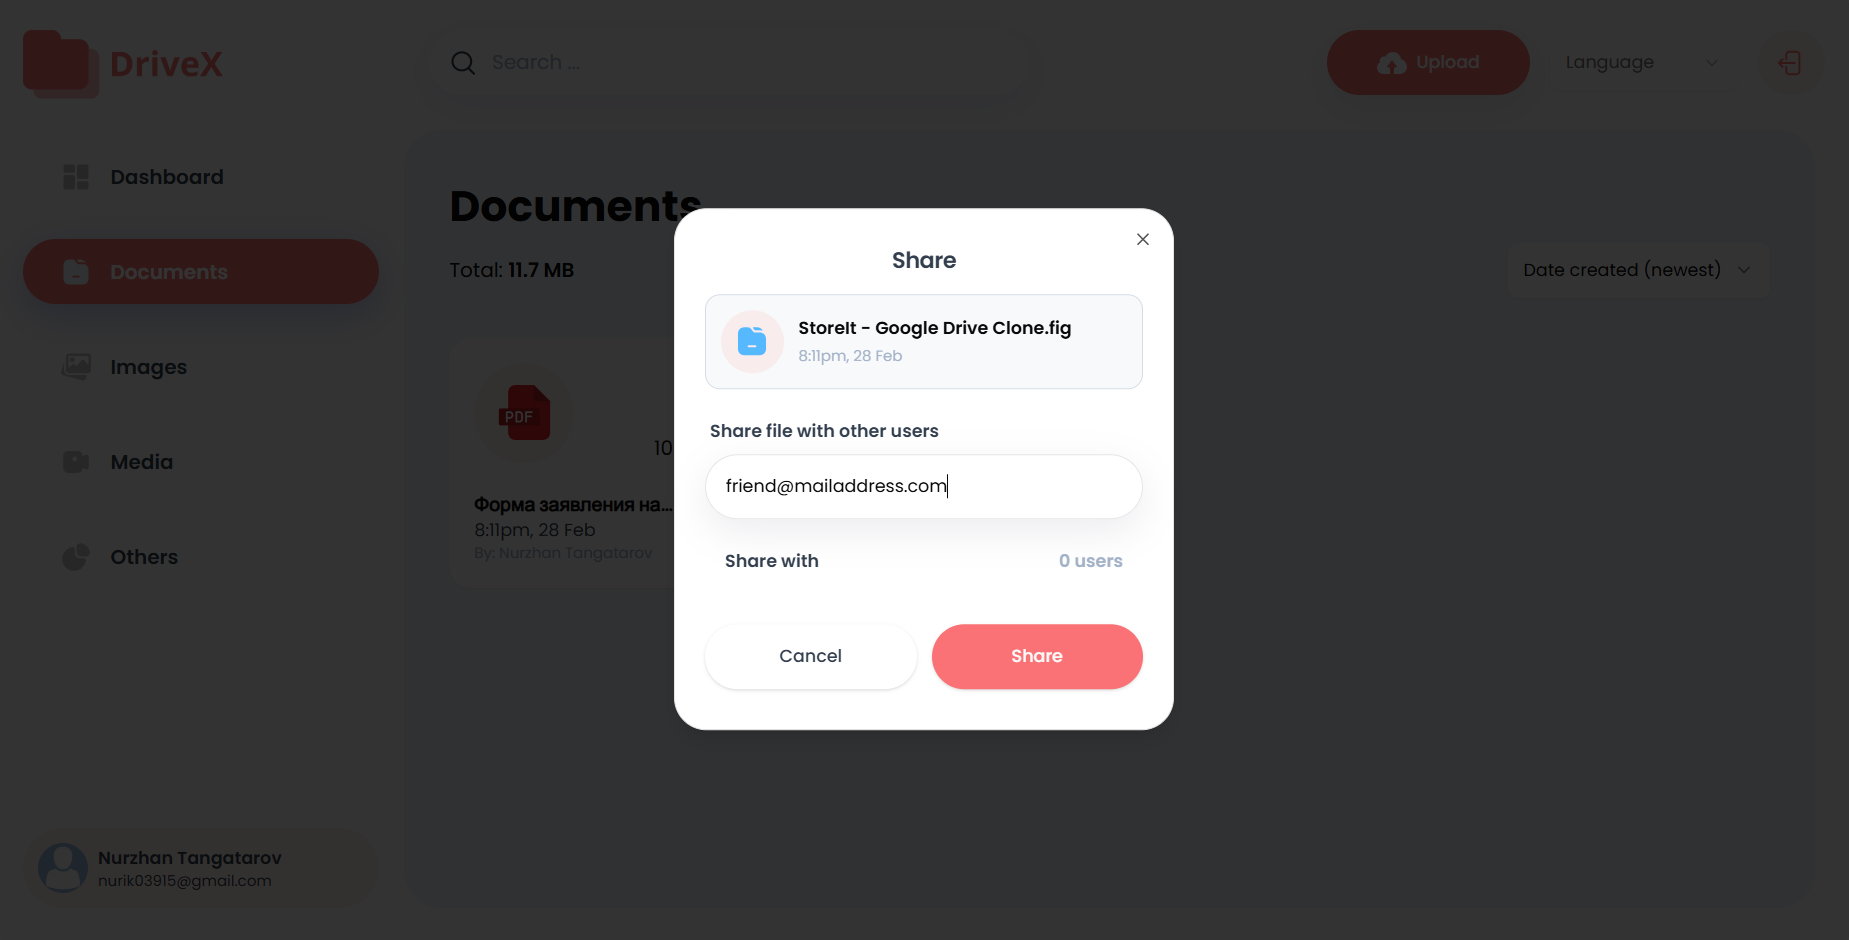 DriveX
Search ...
Upload
Language
Dashboard
Documents
Images
Media
Others
Documents
Total: 11.7 MB
Date created (newest)
PDF
10
Форма заявления на...
8:11pm, 28 Feb
By: Nurzhan Tangatarov
Share
StoreIt - Google Drive Clone.fig
8:11pm, 28 Feb
Share file with other users
friend@mailaddress.com
Share with
0 users
Cancel
Share
Nurzhan Tangatarov
nurik03915@gmail.com